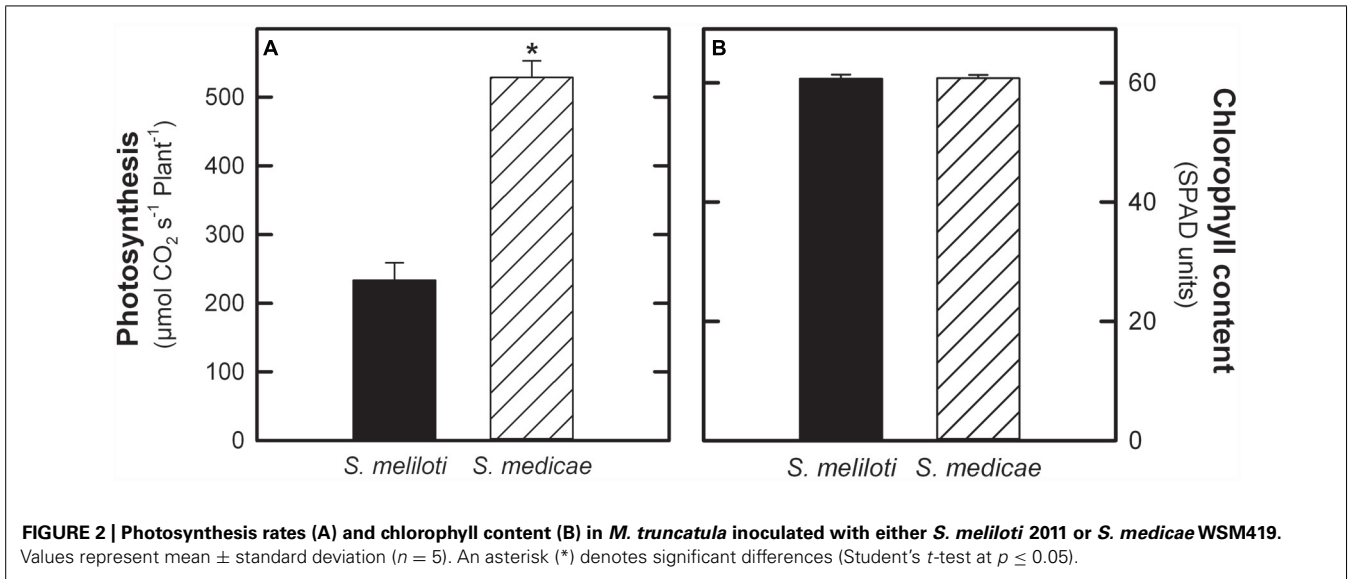 A
*
B
500
400
300
200
100
0
Photosynthesis
(µmol CO₂ s⁻¹ Plant⁻¹)
60
40
20
0
Chlorophyll content
(SPAD units)
S. meliloti S. medicae
S. meliloti S. medicae
FIGURE 2 | Photosynthesis rates (A) and chlorophyll content (B) in M. truncatula inoculated with either S. meliloti 2011 or S. medicae WSM419.
Values represent mean ± standard deviation (n = 5). An asterisk (*) denotes significant differences (Student's t-test at p ≤ 0.05).